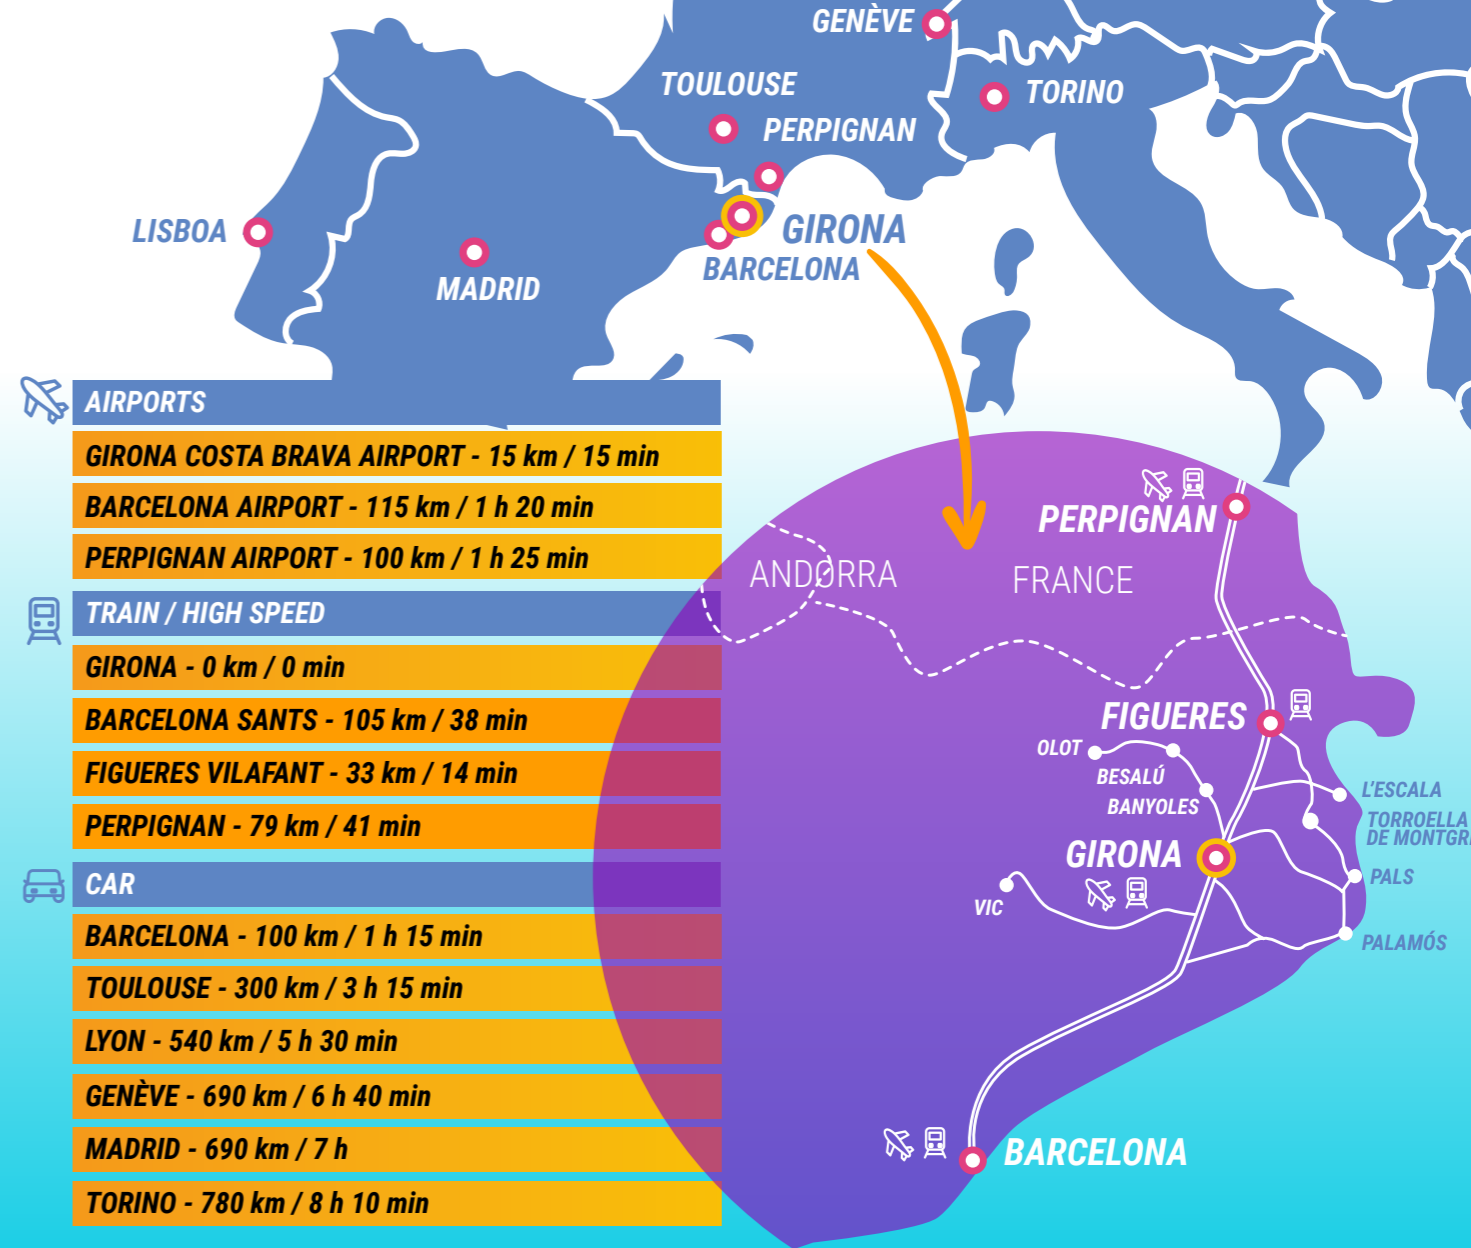 GENÈVE
TOULOUSE
TORINO
PERPIGNAN
LISBOA
GIRONA
BARCELONA
MADRID
AIRPORTS
GIRONA COSTA BRAVA AIRPORT - 15 km / 15 min
BARCELONA AIRPORT - 115 km / 1 h 20 min
PERPIGNAN AIRPORT - 100 km / 1 h 25 min
TRAIN / HIGH SPEED
GIRONA - 0 km / 0 min
BARCELONA SANTS - 105 km / 38 min
FIGUERES VILAFANT - 33 km / 14 min
PERPIGNAN - 79 km / 41 min
CAR
BARCELONA - 100 km / 1 h 15 min
TOULOUSE - 300 km / 3 h 15 min
LYON - 540 km / 5 h 30 min
GENÈVE - 690 km / 6 h 40 min
MADRID - 690 km / 7 h
TORINO - 780 km / 8 h 10 min
PERPIGNAN
ANDORRA
FRANCE
FIGUERES
OLOT
BESALÚ
BANYOLES
L'ESCALA
TORROELLA
DE MONTGR
GIRONA
PALS
VIC
PALAMÓS
BARCELONA